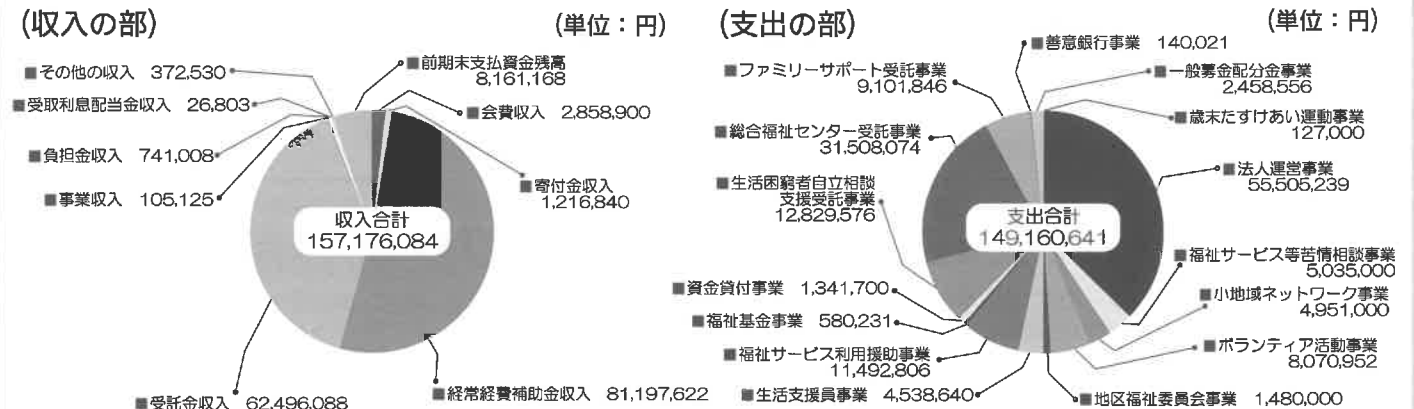 (収入の部)
(単位：円)
■その他の収入 372,530
■受取利息配当金収入 26,803
■負担金収入 741,008
■事業収入 105,125
■前期末支払資金残高
8,161,168
■会費収入 2,858,900
■寄付金収入
1,216,840
収入合計
157,176,084
■受託金収入 62,496,088
■経常経費補助金収入 81,197,622
(支出の部)
(単位：円)
■善意銀行事業 140,021
■ファミリーサポート受託事業
9,101,846
■総合福祉センター受託事業
31,508,074
■生活困窮者自立相談
支援受託事業
12,829,576
■資金貸付事業 1,341,700
■福祉基金事業 580,231
■福祉サービス利用援助事業
11,492,806
■生活支援員事業 4,538,640
支出合計
149,160,641
■一般募金配分金事業
2,458,556
■歳末たすけあい運動事業
127,000
■法人運営事業
55,505,239
■福祉サービス等苦情相談事業
5,035,000
■小地域ネットワーク事業
4,951,000
■ボランティア活動事業
8,070,952
■地区福祉委員会事業 1,480,000